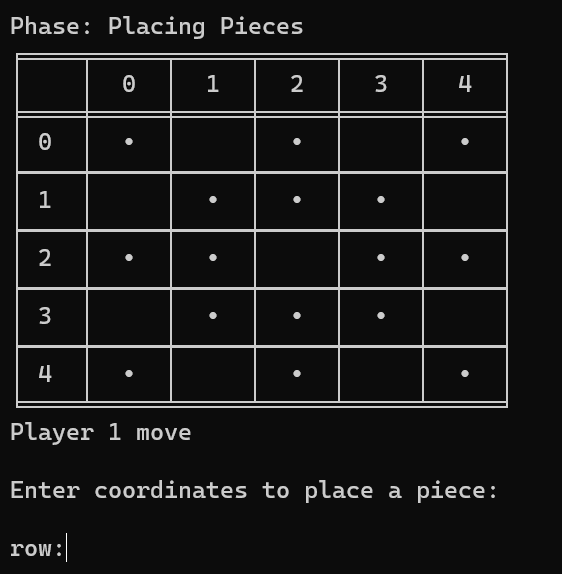 Phase: Placing Pieces
0 1 2 3 4
0 • • •
1 • • •
2 • • • •
3 • • •
4 • • •
Player 1 move
Enter coordinates to place a piece:
row: